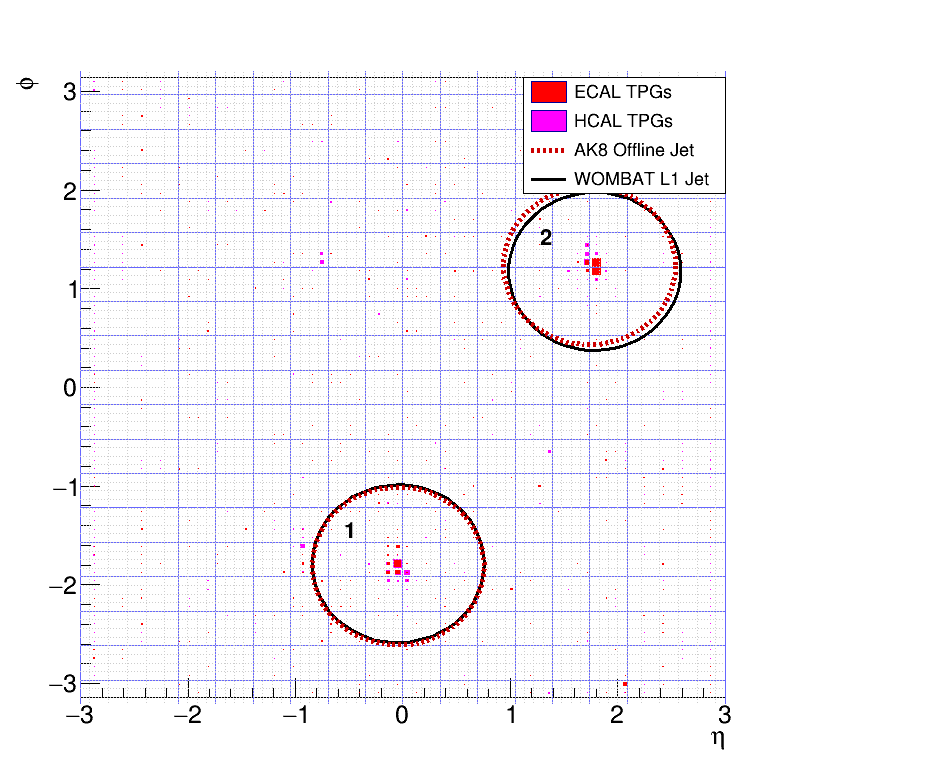 φ
3
2
1
0
−1
−2
−3
ECAL TPGs
HCAL TPGs
AK8 Offline Jet
WOMBAT L1 Jet
2
1
−3 −2 −1 0 1 2 3
η